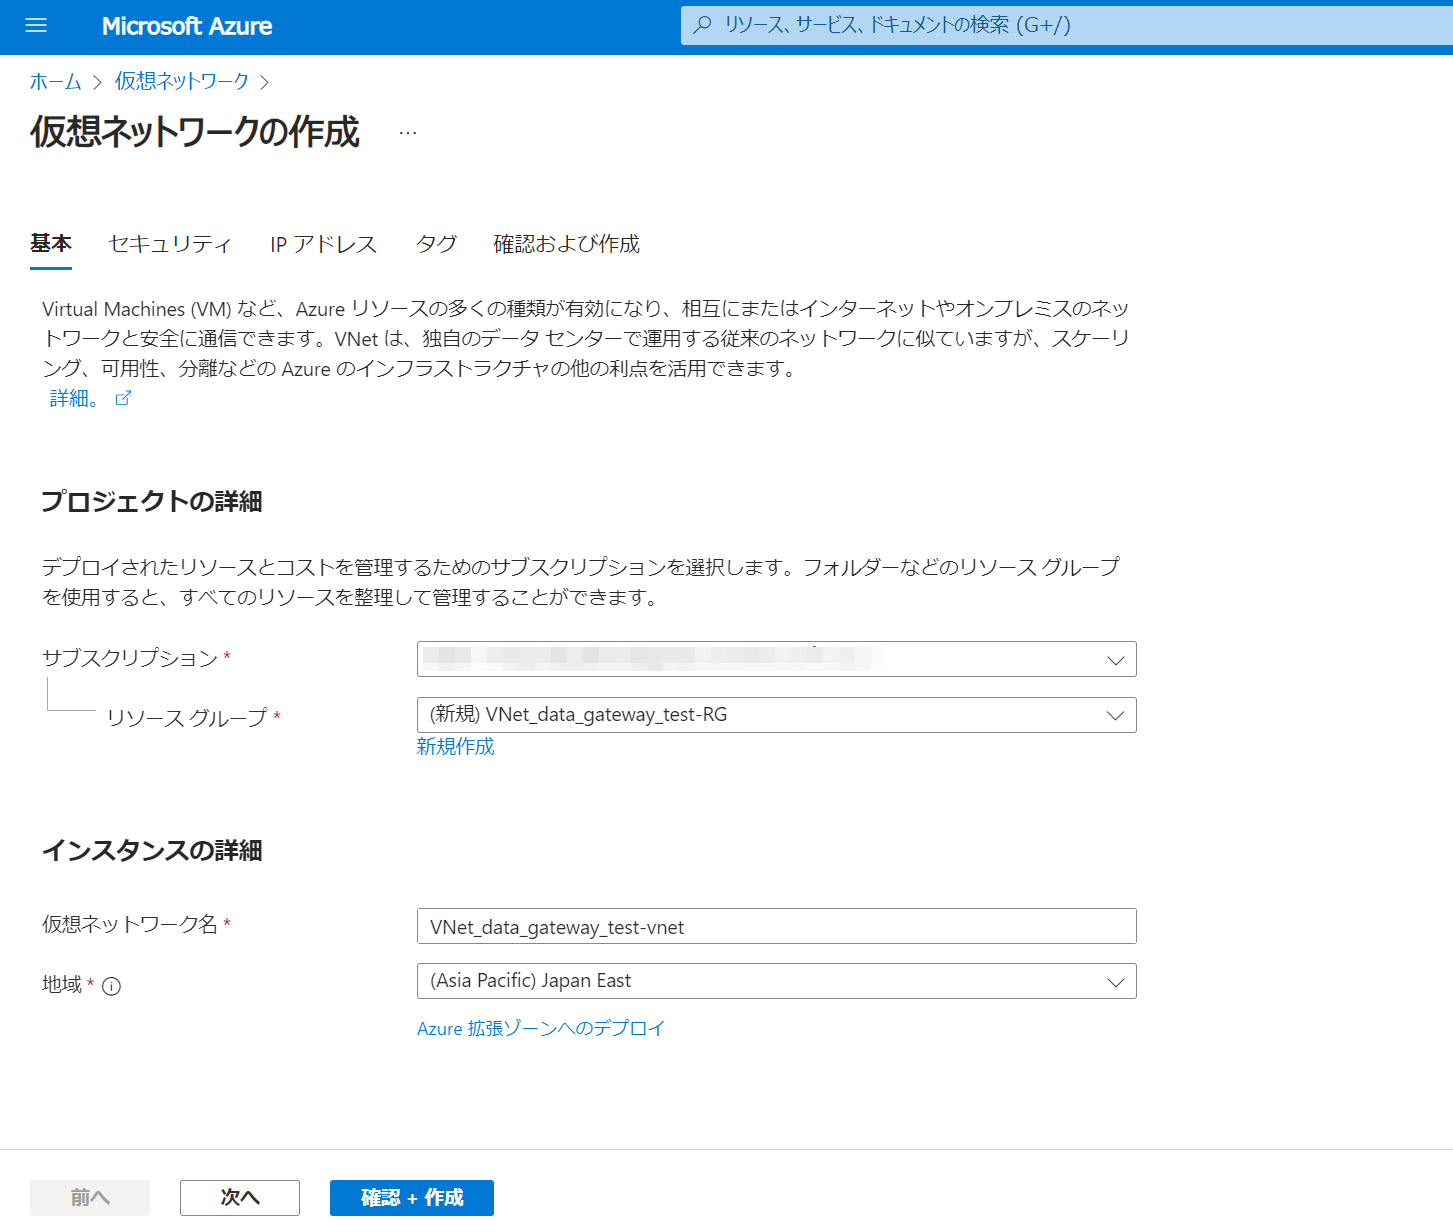 Microsoft Azure
リソース、サービス、ドキュメントの検索 (G+/)
ホーム > 仮想ネットワーク >
仮想ネットワークの作成 …
基本 セキュリティ IP アドレス タグ 確認および作成
Virtual Machines (VM) など、Azure リソースの多くの種類が有効になり、相互にまたはインターネットやオンプレミスのネッ
トワークと安全に通信できます。VNet は、独自のデータ センターで運用する従来のネットワークに似ていますが、スケーリ
ング、可用性、分離などの Azure のインフラストラクチャの他の利点を活用できます。
詳細。
プロジェクトの詳細
デプロイされたリソースとコストを管理するためのサブスクリプションを選択します。フォルダーなどのリソース グループ
を使用すると、すべてのリソースを整理して管理することができます。
サブスクリプション *
リソース グループ * (新規) VNet_data_gateway_test-RG
新規作成
インスタンスの詳細
仮想ネットワーク名 * VNet_data_gateway_test-vnet
地域 * (Asia Pacific) Japan East
Azure 拡張ゾーンへのデプロイ
前へ 次へ 確認 + 作成